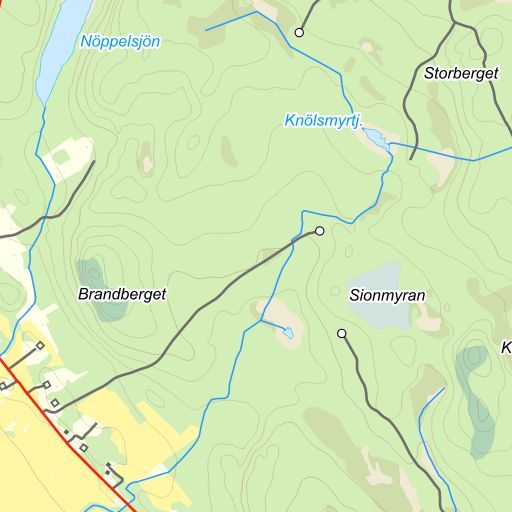 Nöppelsjön
Storberget
Knölsmyrtj.
Brandberget
Sionmyran
K